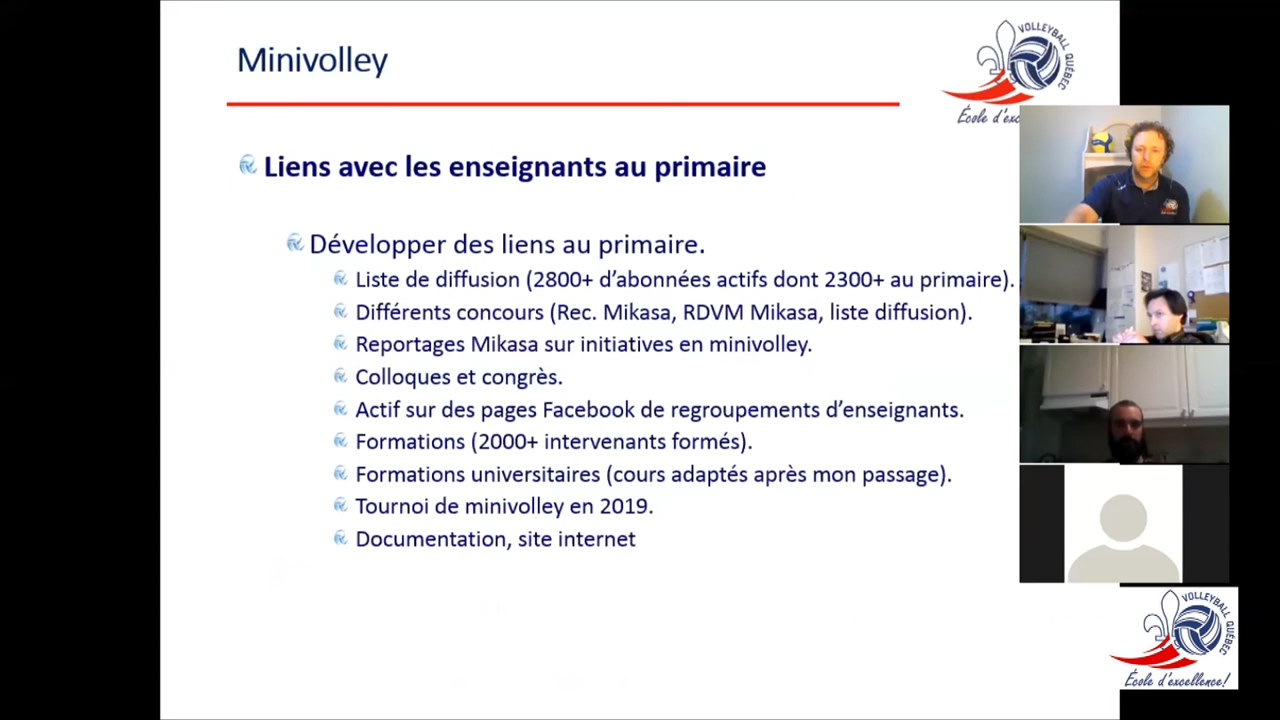 Minivolley
VOLLEYBALL QUÉBEC
École d'exc
Liens avec les enseignants au primaire
Développer des liens au primaire.
Liste de diffusion (2800+ d’abonnées actifs dont 2300+ au primaire).
Différents concours (Rec. Mikasa, RDVM Mikasa, liste diffusion).
Reportages Mikasa sur initiatives en minivolley.
Colloques et congrès.
Actif sur des pages Facebook de regroupements d’enseignants.
Formations (2000+ intervenants formés).
Formations universitaires (cours adaptés après mon passage).
Tournoi de minivolley en 2019.
Documentation, site internet
VOLLEYBALL QUÉBEC
École d'excellence!